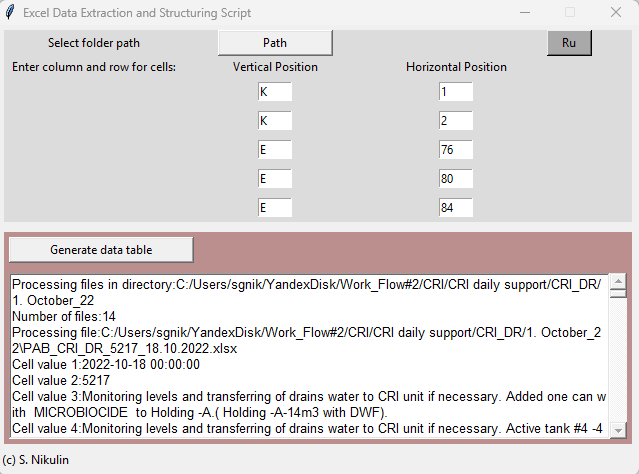 Excel Data Extraction and Structuring Script
Select folder path Path Ru
Enter column and row for cells: Vertical Position Horizontal Position
K 1
K 2
E 76
E 80
E 84
Generate data table
Processing files in directory:C:/Users/sgnik/YandexDisk/Work_Flow#2/CRI/CRI daily support/CRI_DR/
1. October_22
Number of files:14
Processing file:C:/Users/sgnik/YandexDisk/Work_Flow#2/CRI/CRI daily support/CRI_DR/1. October_2
2\PAB_CRI_DR_5217_18.10.2022.xlsx
Cell value 1:2022-10-18 00:00:00
Cell value 2:5217
Cell value 3:Monitoring levels and transferring of drains water to CRI unit if necessary. Added one can w
ith  MICROBIOCIDE  to Holding -A.( Holding -A-14m3 with DWF).
Cell value 4:Monitoring levels and transferring of drains water to CRI unit if necessary. Active tank #4 -4
(c) S. Nikulin